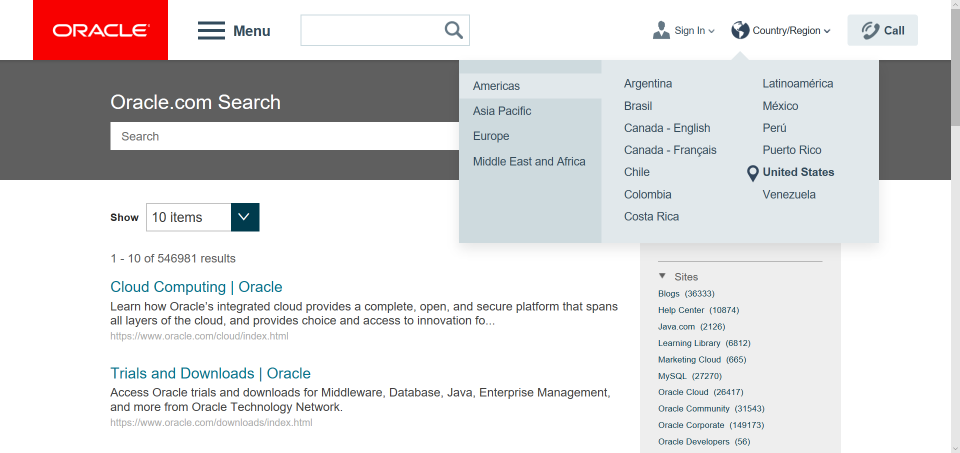 ORACLE
Menu
Sign In
Country/Region
Call
Oracle.com Search
Search
Americas
Asia Pacific
Europe
Middle East and Africa
Argentina
Brasil
Canada - English
Canada - Français
Chile
Colombia
Costa Rica
Latinoamérica
México
Perú
Puerto Rico
United States
Venezuela
Show
10 items
1 - 10 of 546981 results
Cloud Computing | Oracle
Learn how Oracle's integrated cloud provides a complete, open, and secure platform that spans
all layers of the cloud, and provides choice and access to innovation fo...
https://www.oracle.com/cloud/index.html
Trials and Downloads | Oracle
Access Oracle trials and downloads for Middleware, Database, Java, Enterprise Management,
and more from Oracle Technology Network.
https://www.oracle.com/downloads/index.html
Sites
Blogs (36333)
Help Center (10874)
Java.com (2126)
Learning Library (6812)
Marketing Cloud (665)
MySQL (27270)
Oracle Cloud (26417)
Oracle Community (31543)
Oracle Corporate (149173)
Oracle Developers (56)